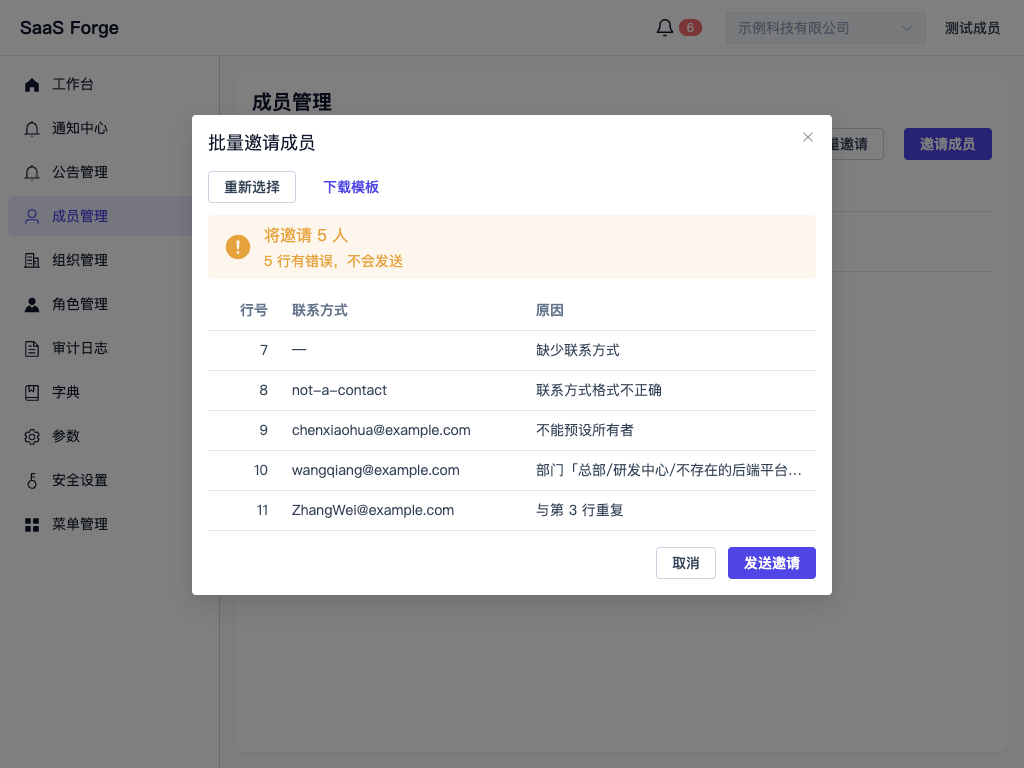 SaaS Forge
6
示例科技有限公司
测试成员
工作台
通知中心
公告管理
成员管理
组织管理
角色管理
审计日志
字典
参数
安全设置
菜单管理
成员管理
量邀请
邀请成员
批量邀请成员
重新选择
下载模板
将邀请 5 人
5 行有错误，不会发送
行号 联系方式 原因
7 — 缺少联系方式
8 not-a-contact 联系方式格式不正确
9 chenxiaohua@example.com 不能预设所有者
10 wangqiang@example.com 部门「总部/研发中心/不存在的后端平台…
11 ZhangWei@example.com 与第 3 行重复
取消
发送邀请